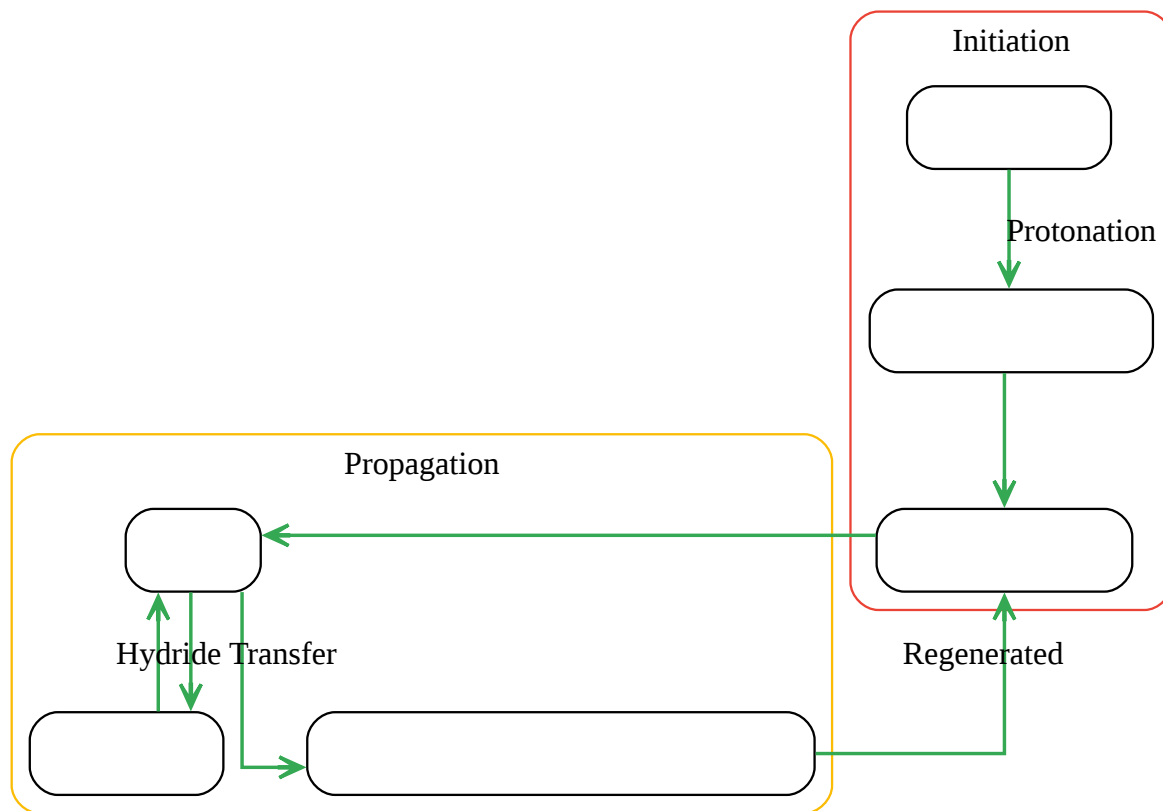 Initiation
Protonation
Propagation
Hydride Transfer
Regenerated